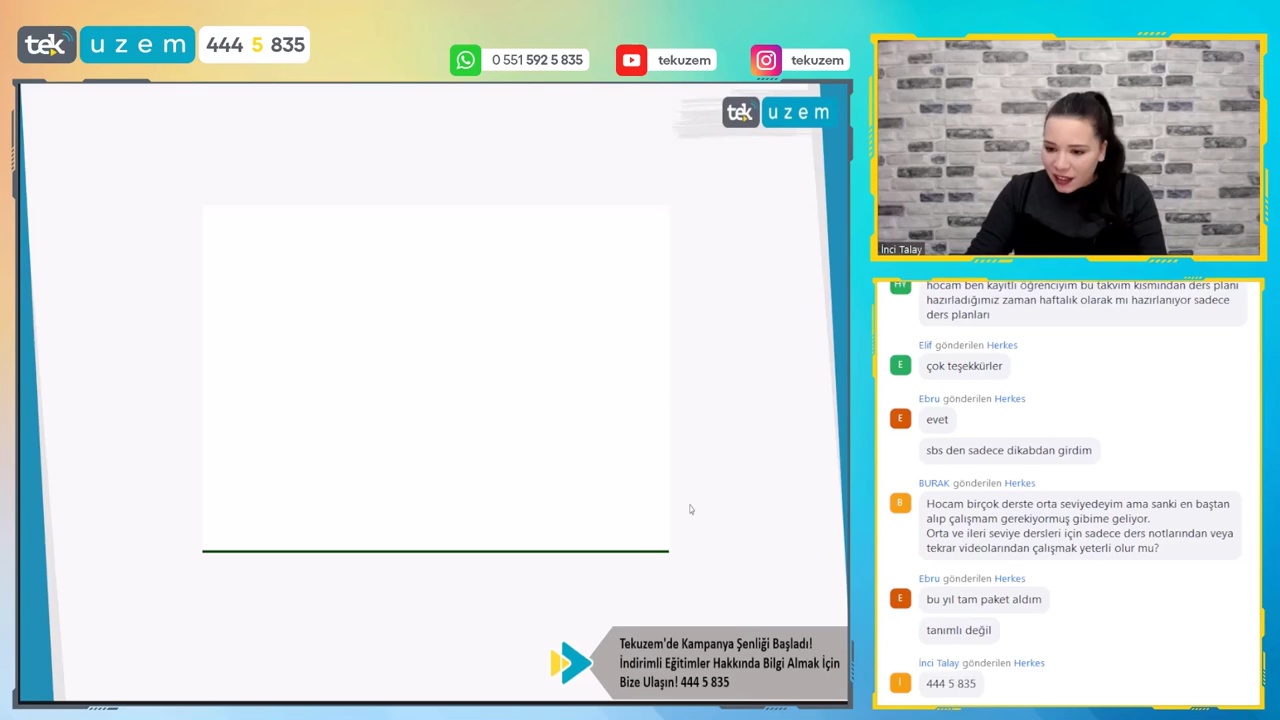 tek uzem 444 5 835
0 551 592 5 835
tekuzem
tekuzem
tek uzem
İnci Talay
HY
hocam ben kayıtlı öğrenciyim bu takvim kısmından ders planı
hazırladığımız zaman haftalık olarak mı hazırlanıyor sadece
ders planları
Elif gönderilen Herkes
E
çok teşekkürler
Ebru gönderilen Herkes
E
evet
sbs den sadece dikabdan girdim
BURAK gönderilen Herkes
B
Hocam birçok derste orta seviyedeyim ama sanki en baştan
alıp çalışmam gerekiyormuş gibime geliyor.
Orta ve ileri seviye dersleri için sadece ders notlarından veya
tekrar videolarından çalışmak yeterli olur mu?
Ebru gönderilen Herkes
E
bu yıl tam paket aldım
tanımlı değil
İnci Talay gönderilen Herkes
I
444 5 835
Tekuzem'de Kampanya Şenliği Başladı!
İndirimli Eğitimler Hakkında Bilgi Almak İçin
Bize Ulaşın! 444 5 835